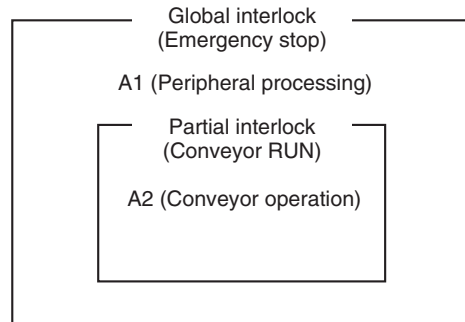 Global interlock
(Emergency stop)
A1 (Peripheral processing)
Partial interlock
(Conveyor RUN)
A2 (Conveyor operation)